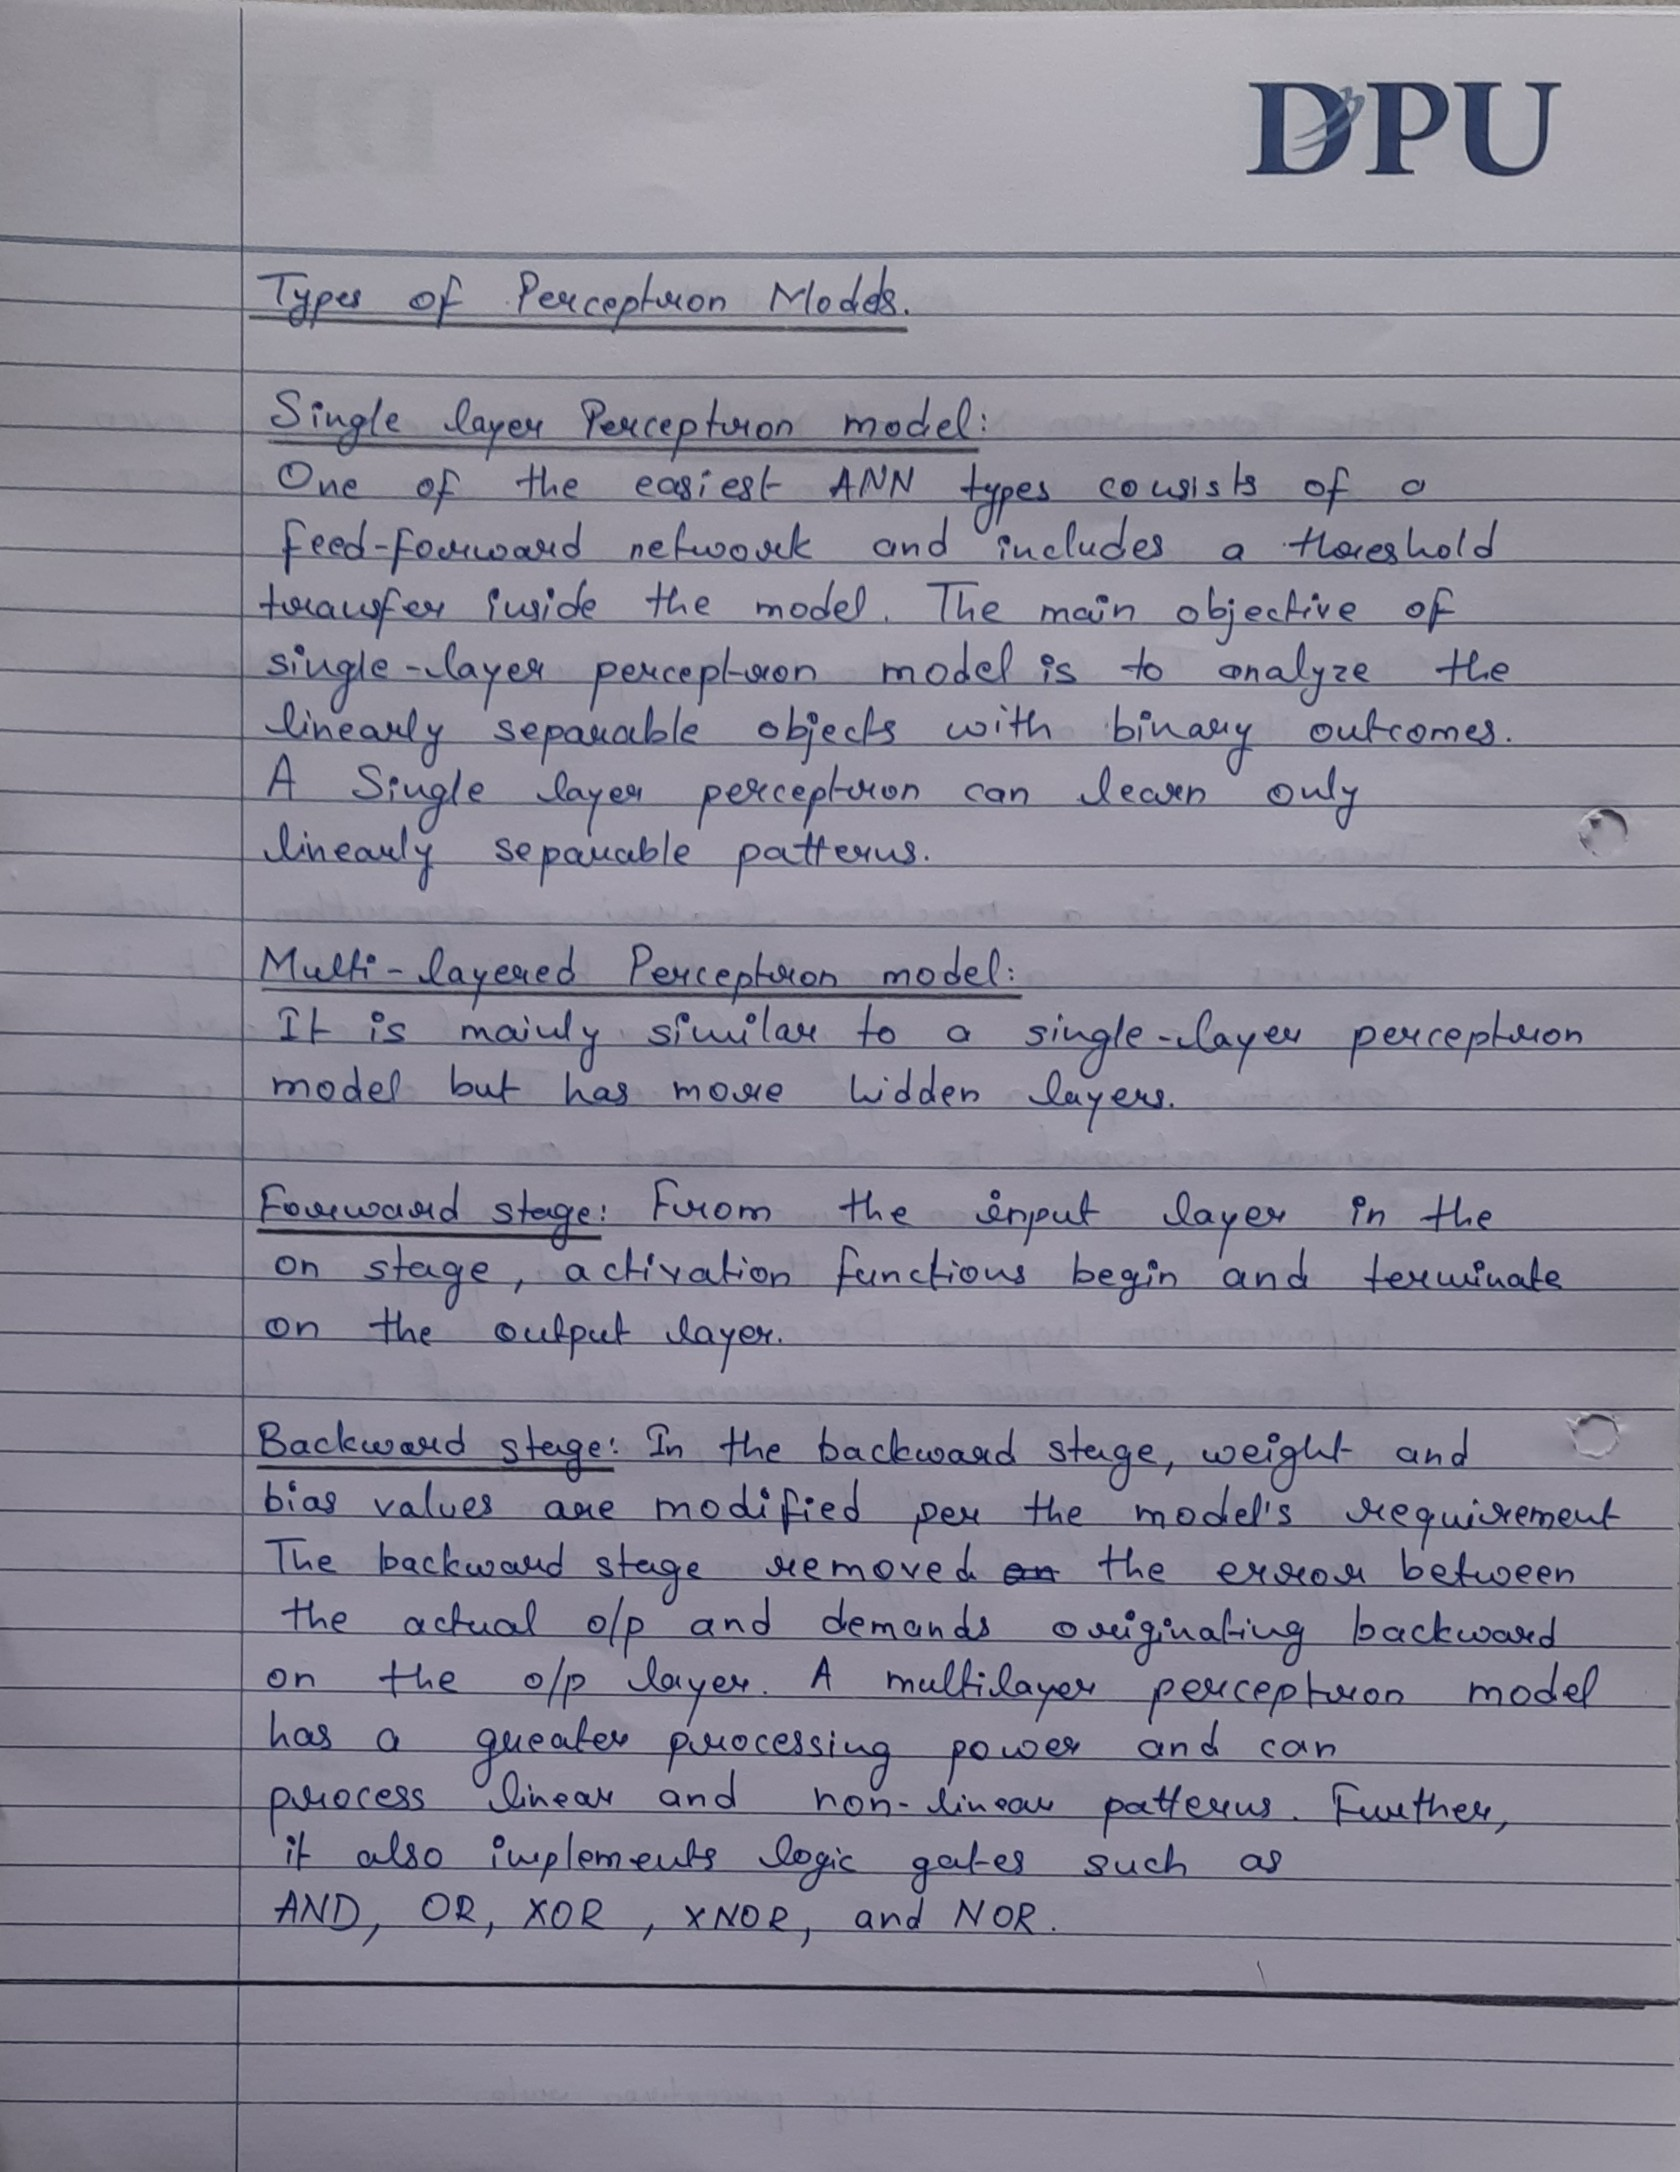 DPU
Types of Perceptron Models.
Single layer Perceptron model:
One of the easiest ANN types consists of a
feed-forward network and includes a threshold
transfer inside the model. The main objective of
single-layer perceptron model is to analyze the
linearly separable objects with binary outcomes.
A Single layer perceptron can learn only
linearly separable patterns.
Multi-layered Perceptron model:
It is mainly similar to a single-layer perceptron
model but has more hidden layers.
Forward stage: From the input layer in the
on stage, activation functions begin and terminate
on the output layer.
Backward stage: In the backward stage, weight and
bias values are modified per the model's requirement
The backward stage removed the error between
the actual o/p and demands originating backward
on the o/p layer. A multilayer perceptron model
has a greater processing power and can
process linear and non-linear patterns. Further,
it also implements logic gates such as
AND, OR, XOR, XNOR, and NOR.